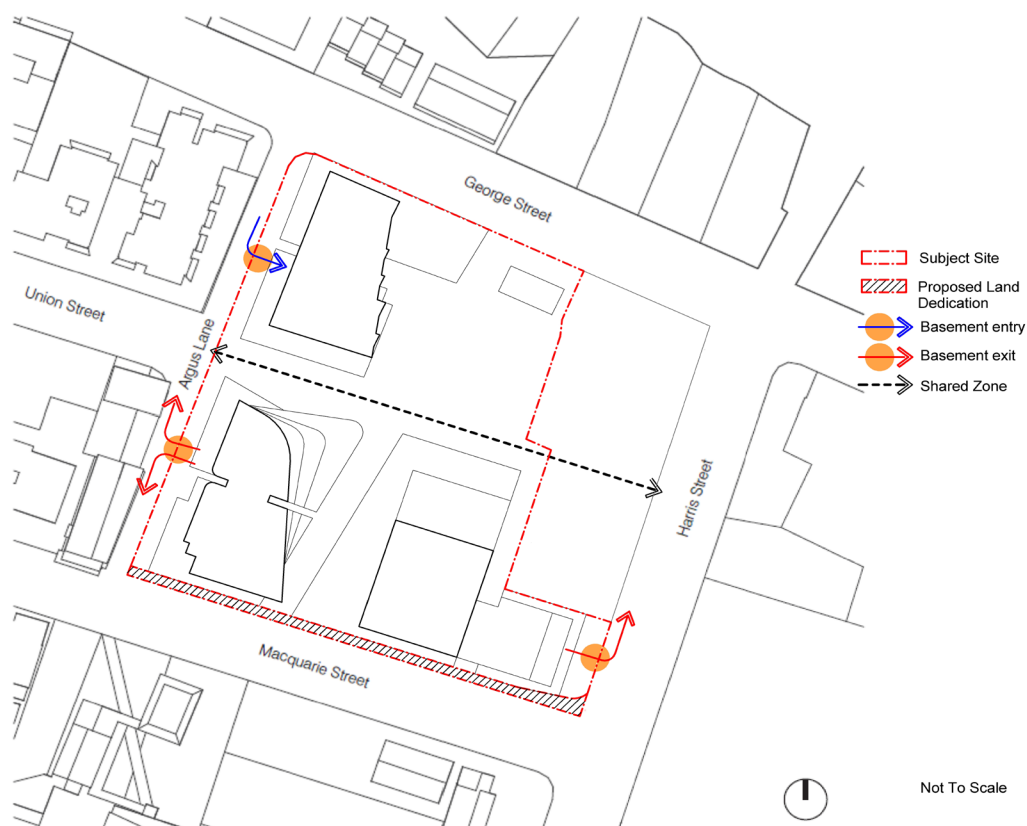 George Street
Union Street
Argus Lane
Harris Street
Macquarie Street
Subject Site
Proposed Land
Dedication
Basement entry
Basement exit
Shared Zone
Not To Scale